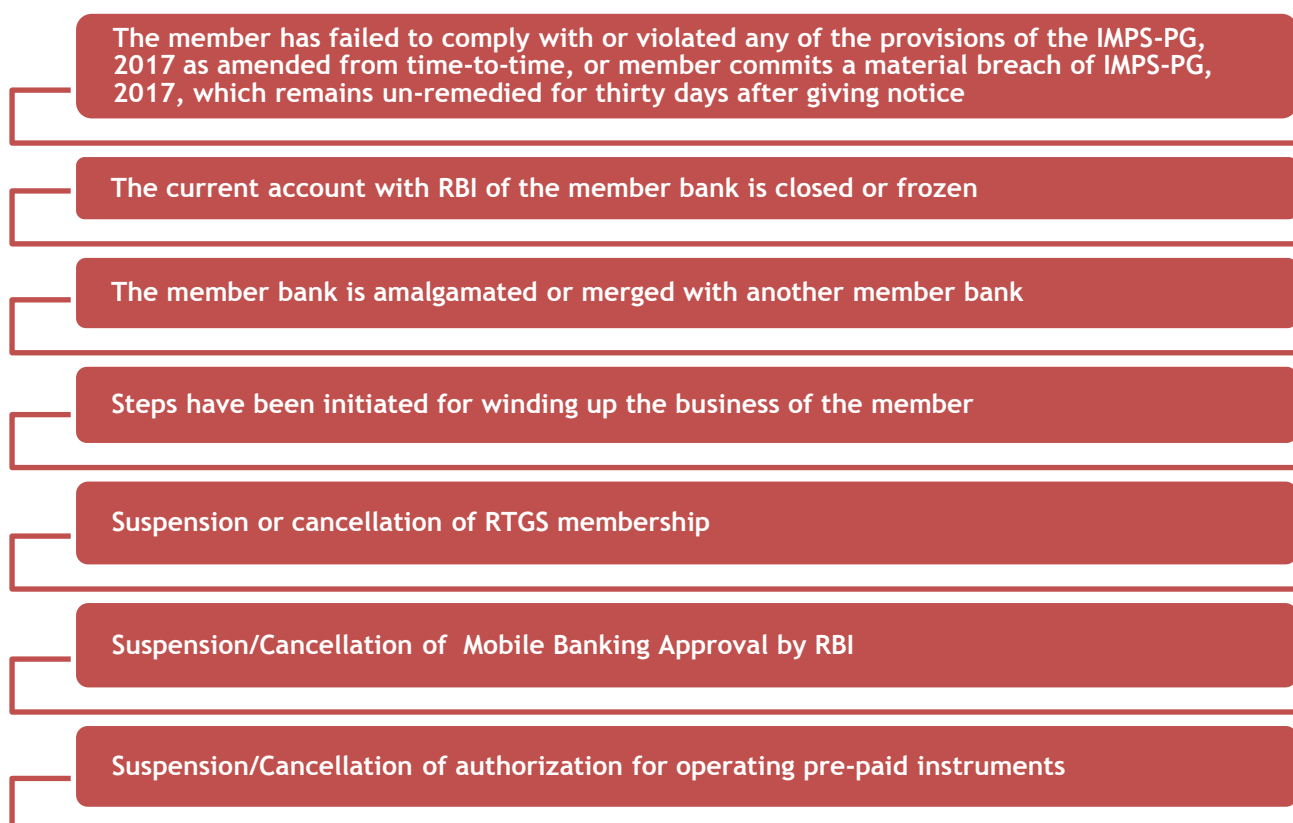 The member has failed to comply with or violated any of the provisions of the IMPS-PG,
2017 as amended from time-to-time, or member commits a material breach of IMPS-PG,
2017, which remains un-remedied for thirty days after giving notice
The current account with RBI of the member bank is closed or frozen
The member bank is amalgamated or merged with another member bank
Steps have been initiated for winding up the business of the member
Suspension or cancellation of RTGS membership
Suspension/Cancellation of Mobile Banking Approval by RBI
Suspension/Cancellation of authorization for operating pre-paid instruments